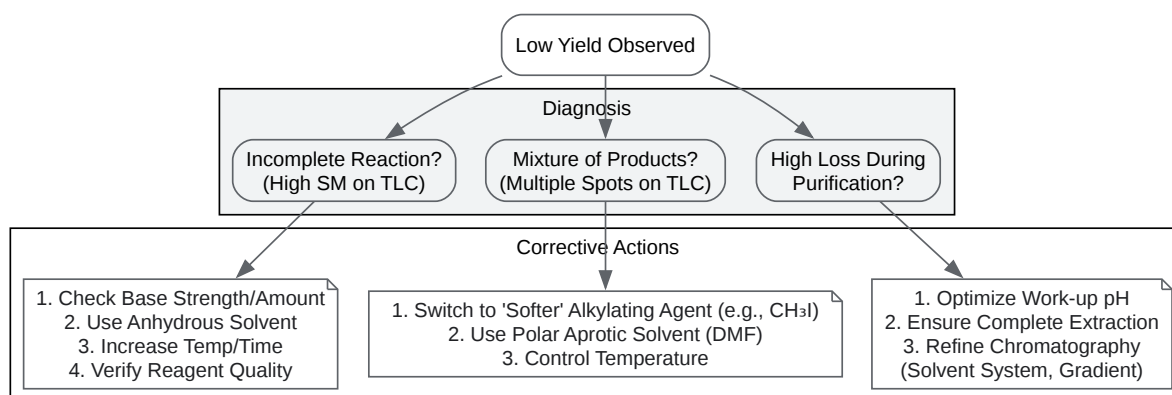 Low Yield Observed
Diagnosis
Incomplete Reaction?
(High SM on TLC)
Mixture of Products?
(Multiple Spots on TLC)
High Loss During
Purification?
Corrective Actions
1. Check Base Strength/Amount
2. Use Anhydrous Solvent
3. Increase Temp/Time
4. Verify Reagent Quality
1. Switch to 'Softer' Alkylating Agent (e.g., CH₃I)
2. Use Polar Aprotic Solvent (DMF)
3. Control Temperature
1. Optimize Work-up pH
2. Ensure Complete Extraction
3. Refine Chromatography
(Solvent System, Gradient)